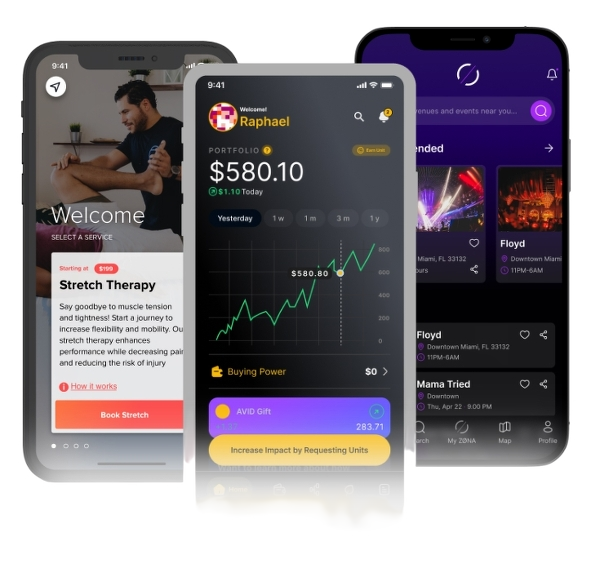 9:41
Welcome
SELECT A SERVICE
Starting at $199
Stretch Therapy
Say goodbye to muscle tension
and tightness! Start a journey to
increase flexibility and mobility. Ou
stretch therapy enhances
performance while decreasing pain
and reducing the risk of injury
How it works
Book Stretch
9:41
Welcome!
Raphael
2
PORTFOLIO ?
$580.10
$1.10 Today
Yesterday 1 w 1 m 3 m 1 y
800
$580.80
600
400
200
0
Buying Power $0
AVID Gift
283.71
Increase Impact by Requesting Units
enues and events near you...
nded
Miami, FL 33132
ours
Floyd
Downtown Miami
11PM-6AM
Floyd
Downtown Miami, FL 33132
11PM-6AM
Mama Tried
Downtown
Thu, Apr 22 · 9:00 PM
arch My ZØNA Map Profile